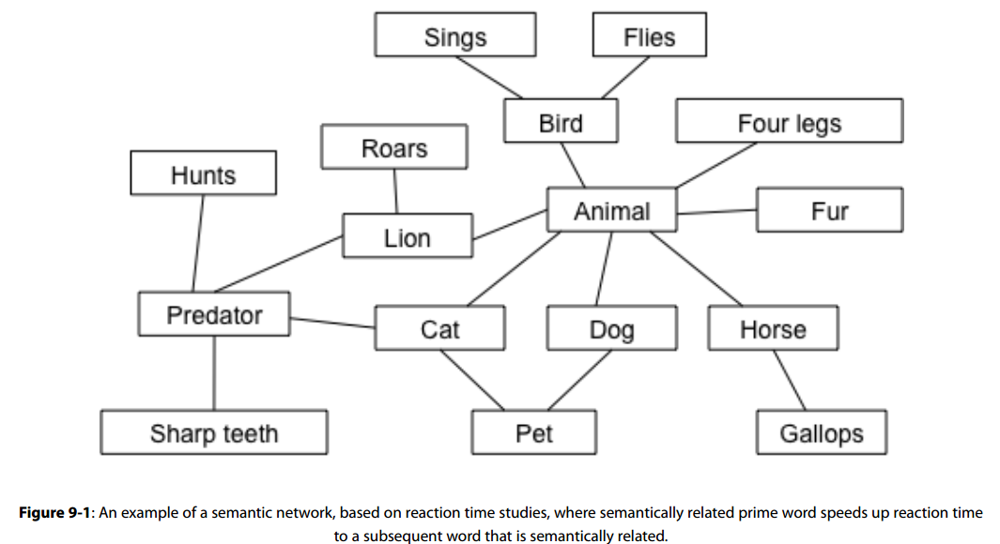 Sings
Flies
Bird
Four legs
Roars
Hunts
Animal
Fur
Lion
Predator
Cat
Dog
Horse
Sharp teeth
Pet
Gallops
Figure 9-1: An example of a semantic network, based on reaction time studies, where semantically related prime word speeds up reaction time
to a subsequent word that is semantically related.